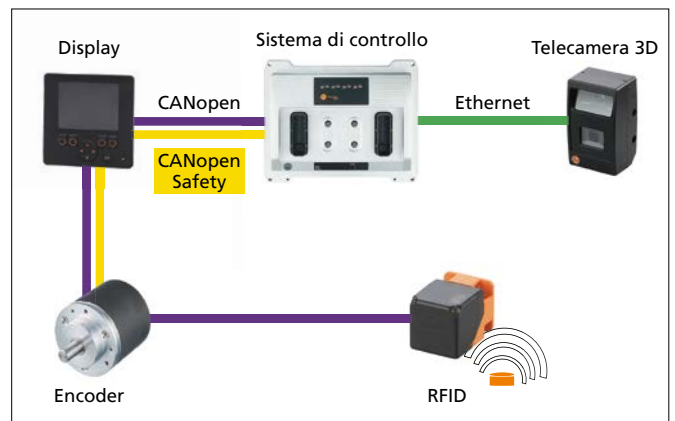 Display
Sistema di controllo
Telecamera 3D
CANopen
Ethernet
CANopen
Safety
Encoder
RFID